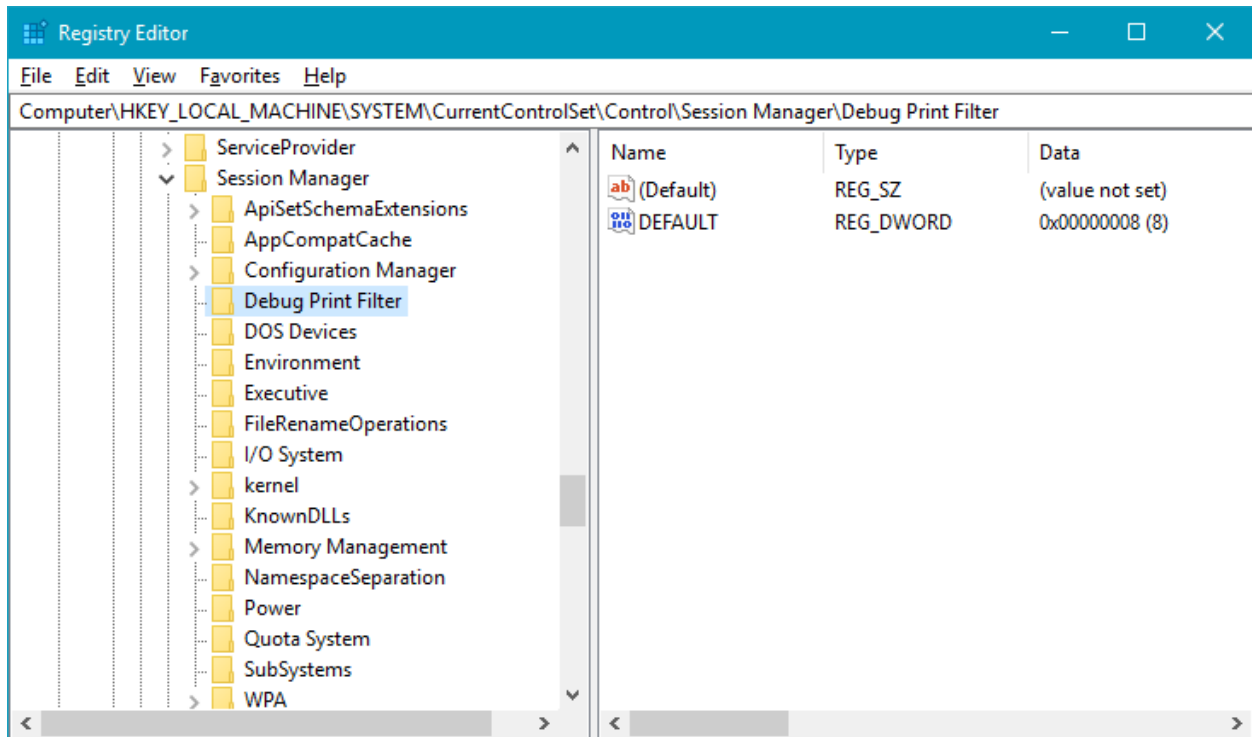 Registry Editor
File Edit View Favorites Help
Computer\HKEY_LOCAL_MACHINE\SYSTEM\CurrentControlSet\Control\Session Manager\Debug Print Filter
ServiceProvider
Session Manager
ApiSetSchemaExtensions
AppCompatCache
Configuration Manager
Debug Print Filter
DOS Devices
Environment
Executive
FileRenameOperations
I/O System
kernel
KnownDLLs
Memory Management
NamespaceSeparation
Power
Quota System
SubSystems
WPA
Name Type Data
(Default) REG_SZ (value not set)
DEFAULT REG_DWORD 0x00000008 (8)